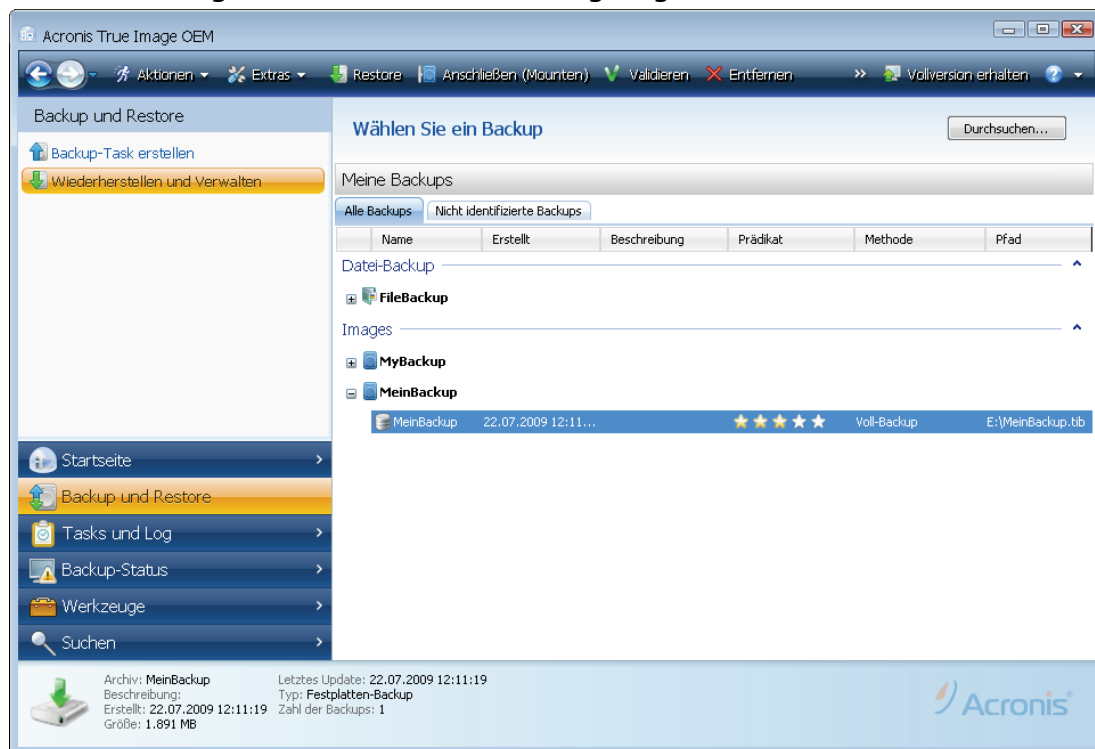 Acronis True Image OEM
Aktionen Extras Restore Anschließen (Mounten) Validieren Entfernen >> Vollversion erhalten
Backup und Restore
Wählen Sie ein Backup
Durchsuchen...
Backup-Task erstellen
Wiederherstellen und Verwalten
Meine Backups
Alle Backups Nicht identifizierte Backups
Name Erstellt Beschreibung Prädikat Methode Pfad
Datei-Backup
FileBackup
Images
MyBackup
MeinBackup
MeinBackup 22.07.2009 12:11... Voll-Backup E:\MeinBackup.tib
Startseite
Backup und Restore
Tasks und Log
Backup-Status
Werkzeuge
Suchen
Archiv: MeinBackup Letztes Update: 22.07.2009 12:11:19
Beschreibung: Typ: Festplatten-Backup
Erstellt: 22.07.2009 12:11:19 Zahl der Backups: 1
Größe: 1.891 MB
Acronis